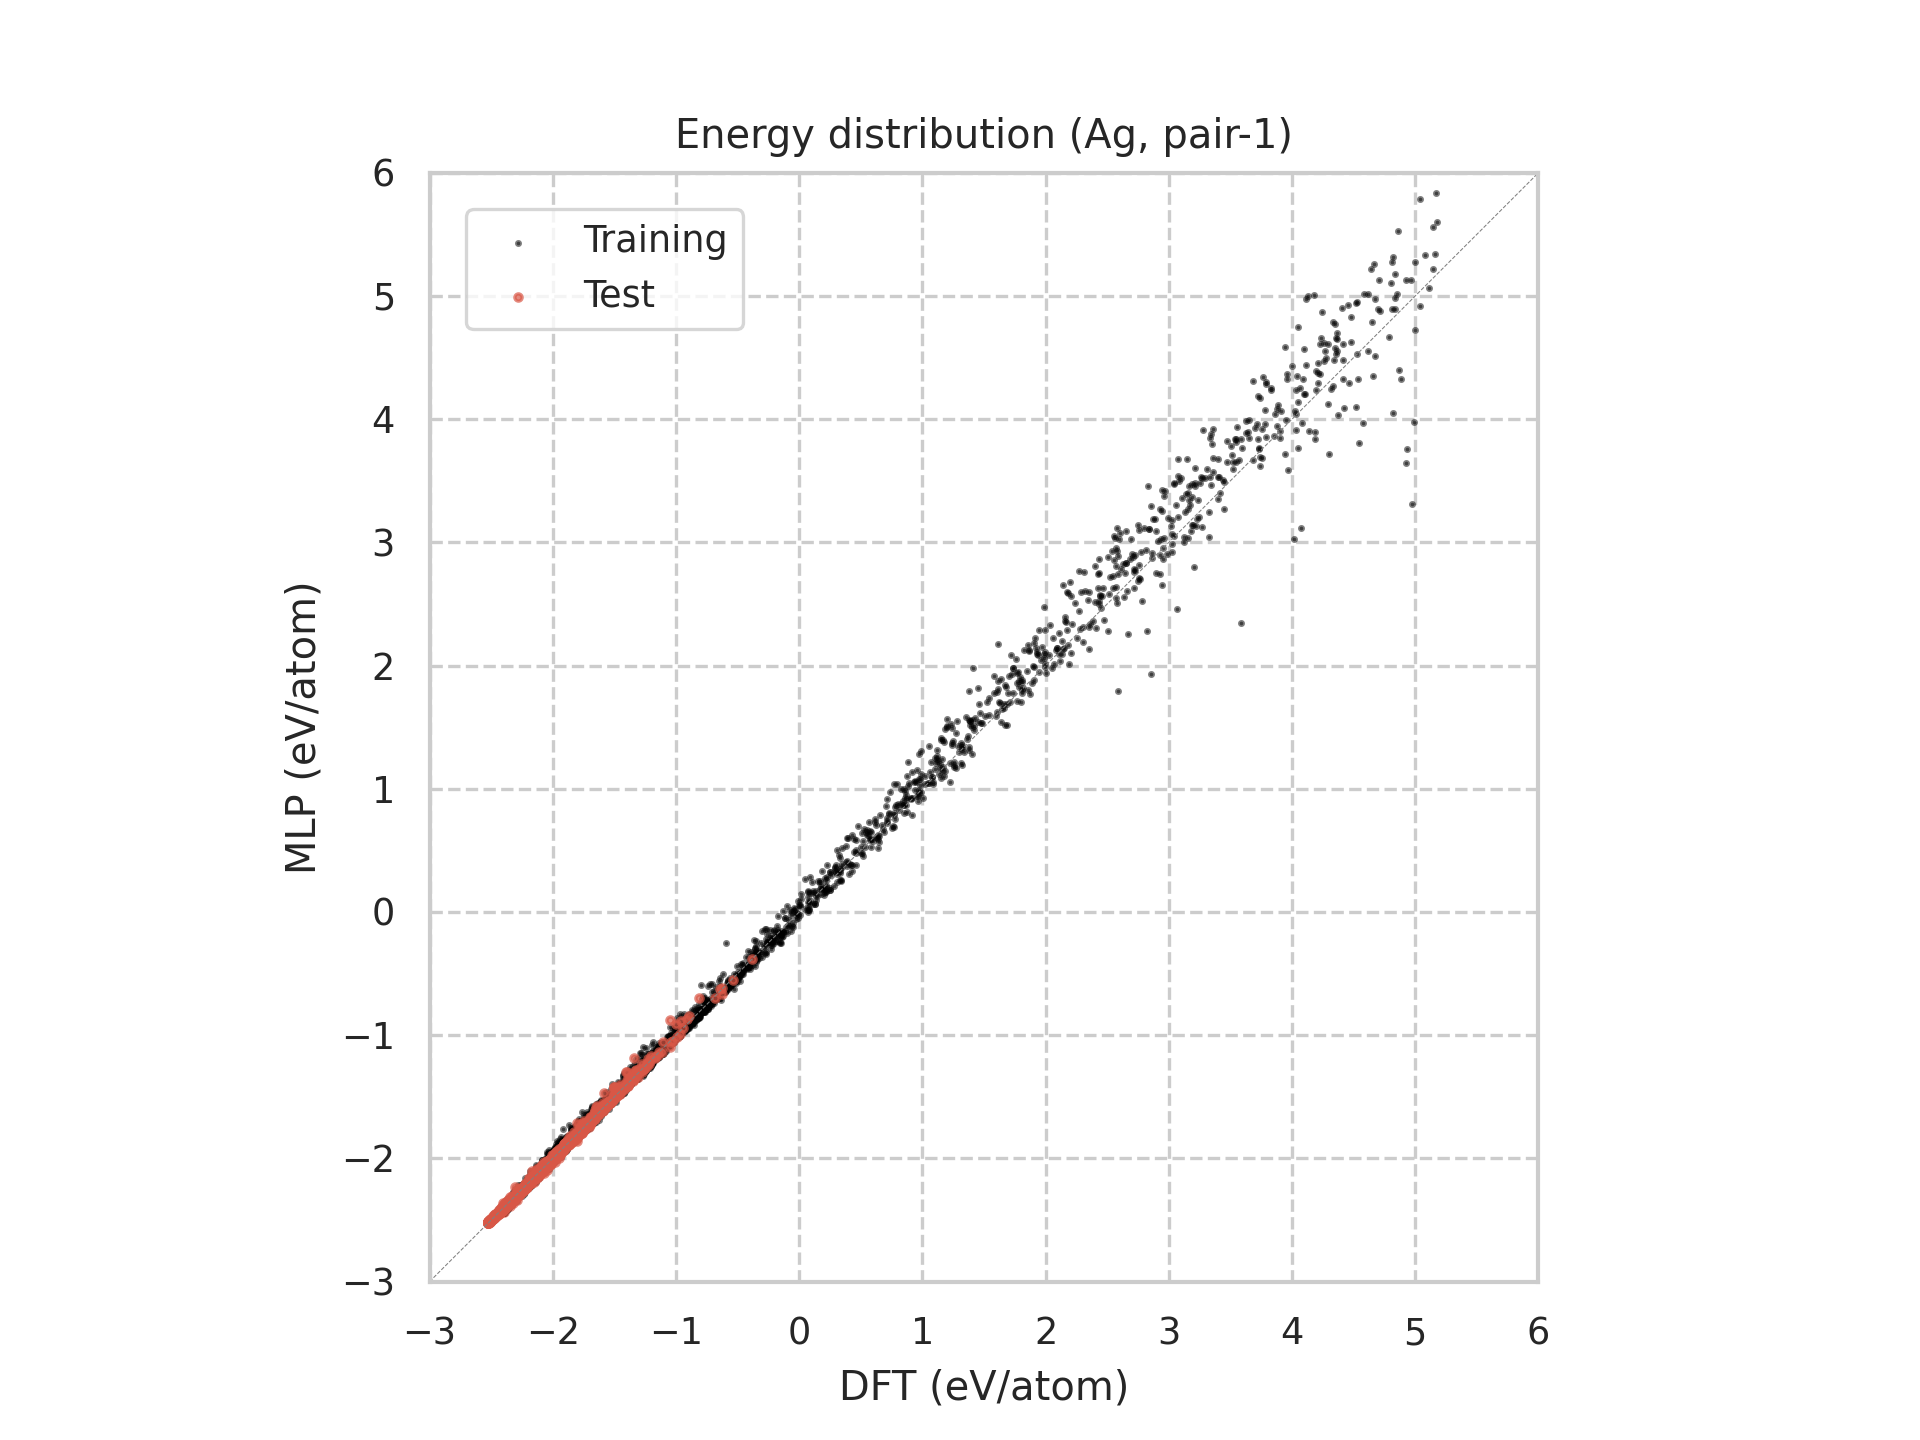 Energy distribution (Ag, pair-1)
Training
Test
6
5
4
3
2
1
0
−1
−2
−3
MLP (eV/atom)
−3 −2 −1 0 1 2 3 4 5 6
DFT (eV/atom)